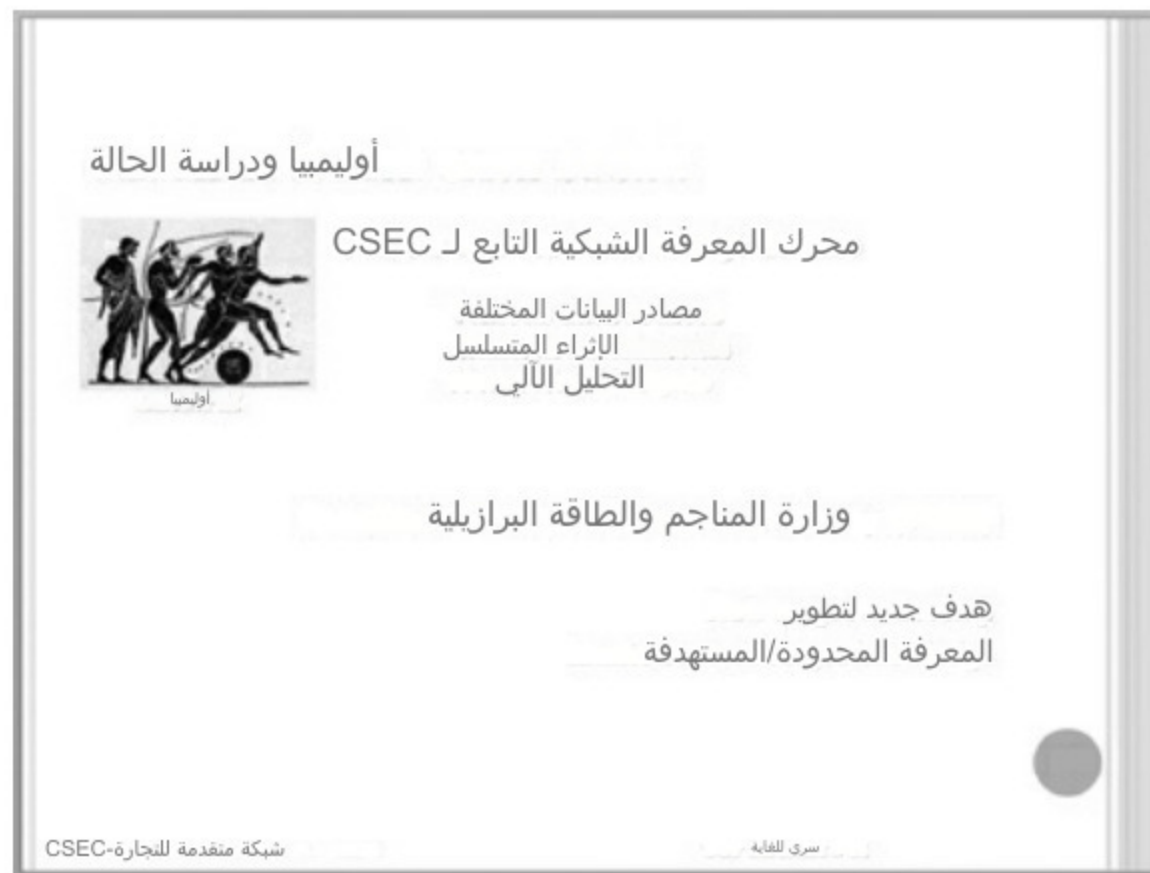 أوليمبيا ودراسة الحالة
محرك المعرفة الشبكية التابع لـ CSEC
مصادر البيانات المختلفة
الإثراء المتسلسل
التحليل الآلي
أوليمبيا
وزارة المناجم والطاقة البرازيلية
هدف جديد لتطوير
المعرفة المحدودة/المستهدفة
شبكة متقدمة للتجارة-CSEC
سري للغاية